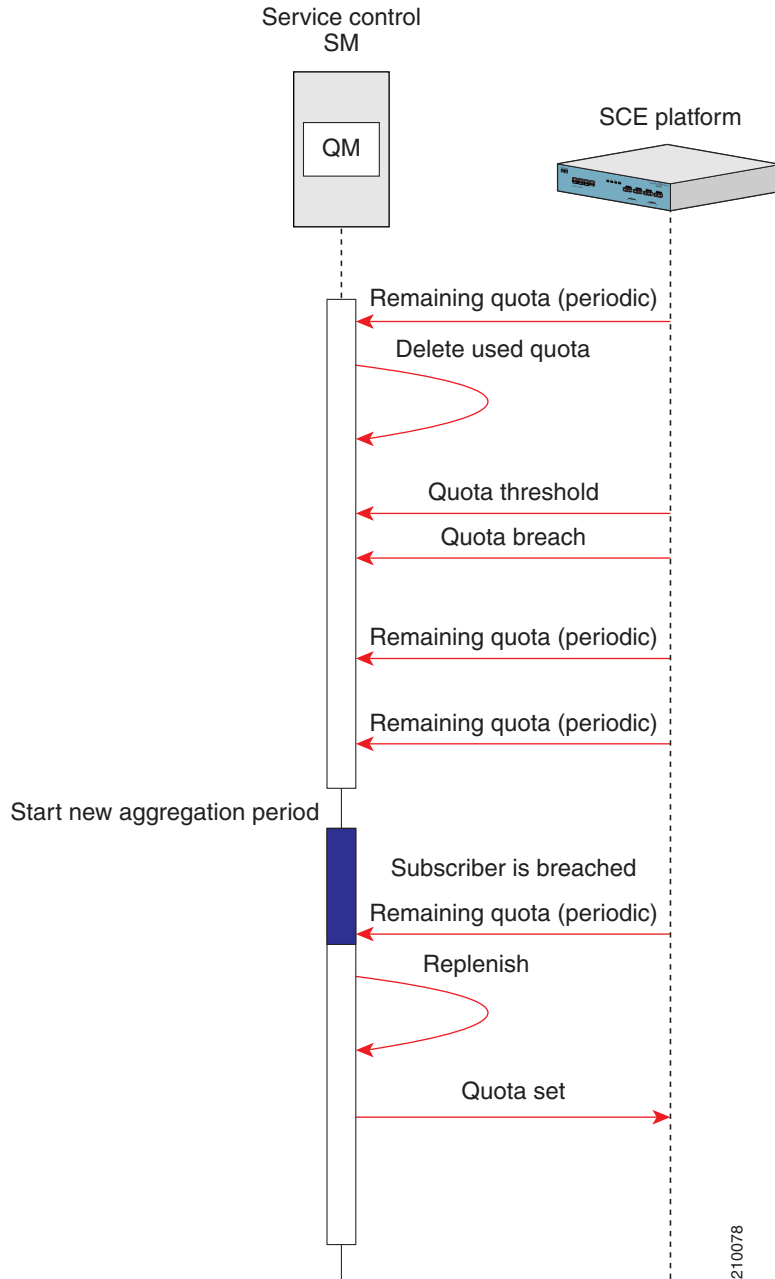 Service control
SM
QM
SCE platform
Remaining quota (periodic)
Delete used quota
Quota threshold
Quota breach
Remaining quota (periodic)
Remaining quota (periodic)
Start new aggregation period
Subscriber is breached
Remaining quota (periodic)
Replenish
Quota set
210078